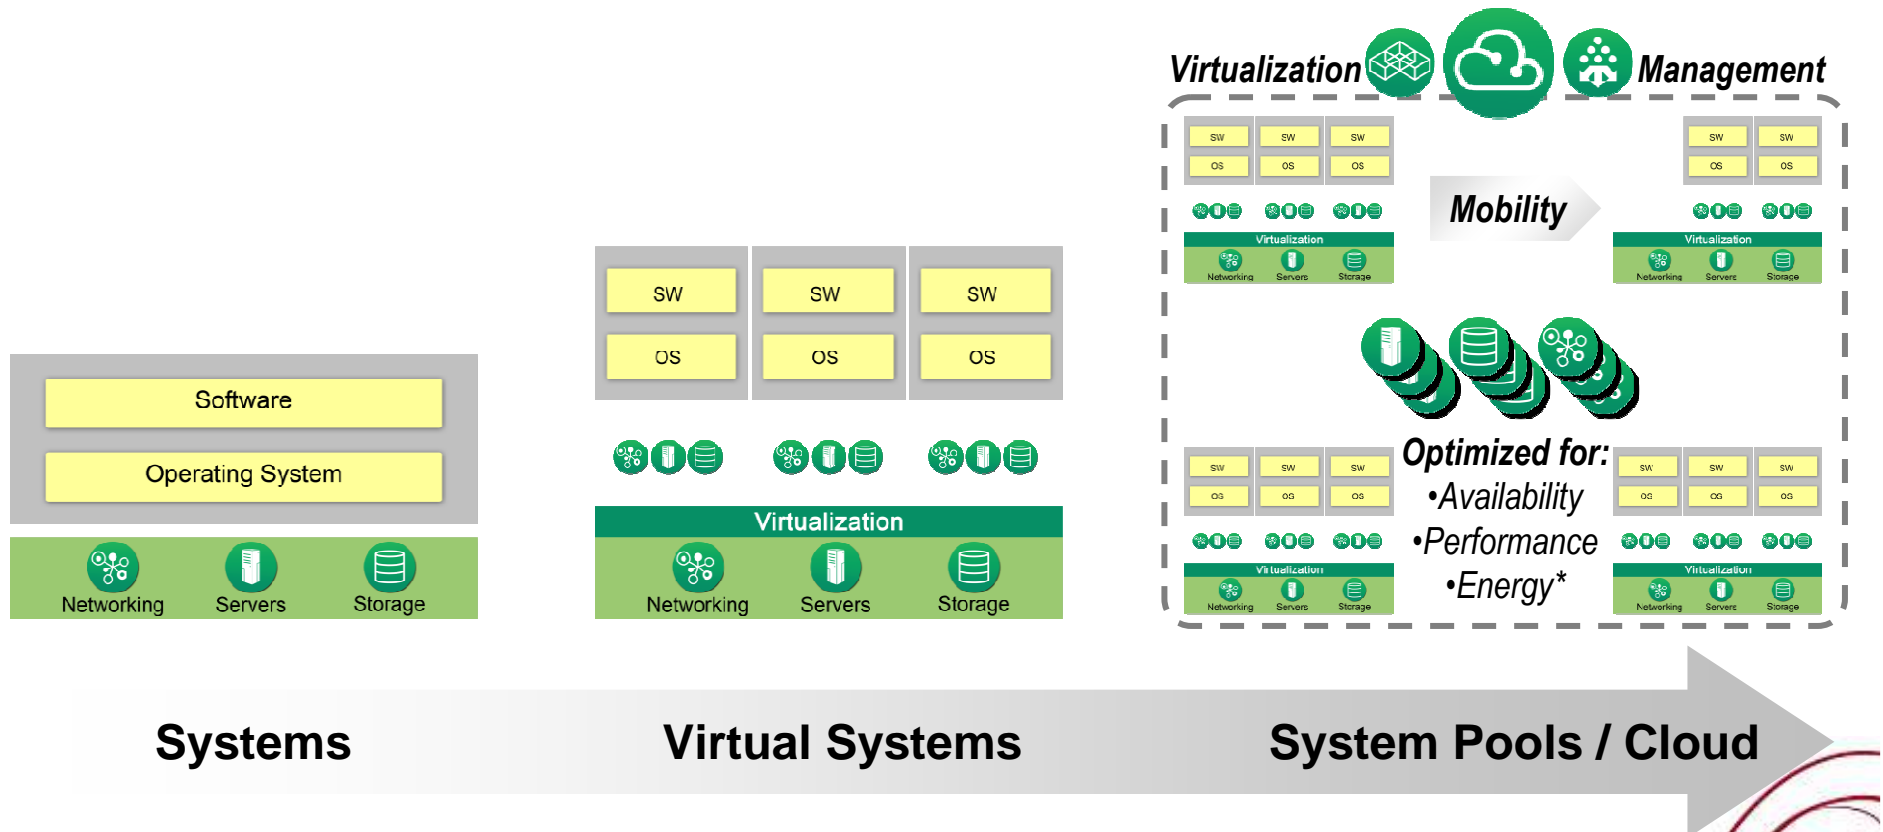 Virtualization Management
SW SW SW SW SW
OS OS OS OS OS
Mobility
Virtualization Virtualization
Networking Servers Storage Networking Servers Storage
SW SW SW
OS OS OS
Virtualization
Networking Servers Storage
Software
Operating System
Networking Servers Storage
Optimized for:
•Availability
•Performance
•Energy*
SW SW SW SW SW SW
OS OS OS OS OS OS
Virtualization Virtualization
Networking Servers Storage Networking Servers Storage
Systems Virtual Systems System Pools / Cloud